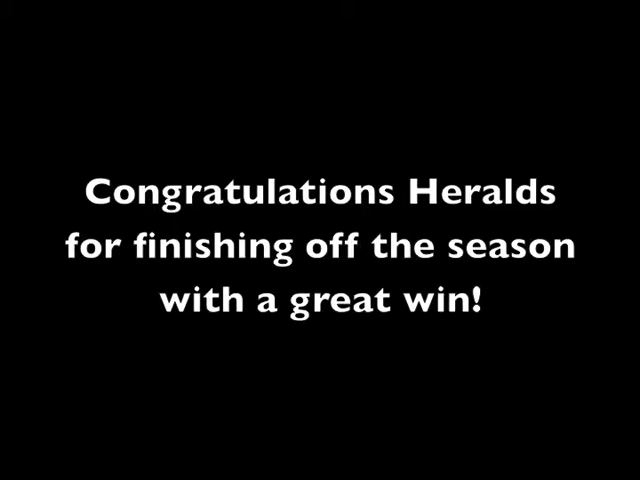 Congratulations Heralds
for finishing off the season
with a great win!